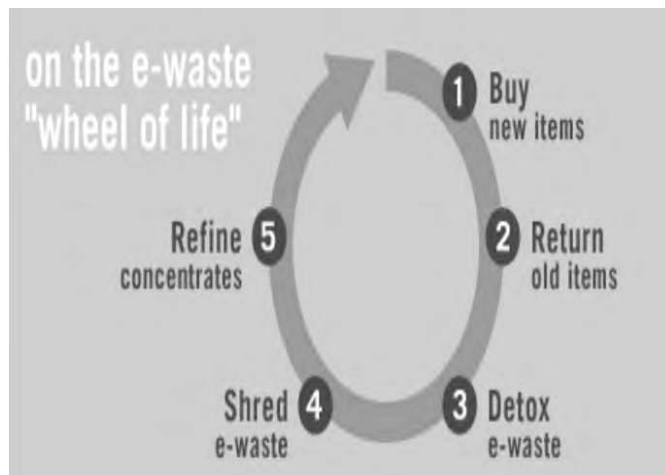 on the e-waste
"wheel of life"
1 Buy
new items
2 Return
old items
3 Detox
e-waste
Shred 4
e-waste
Refine 5
concentrates